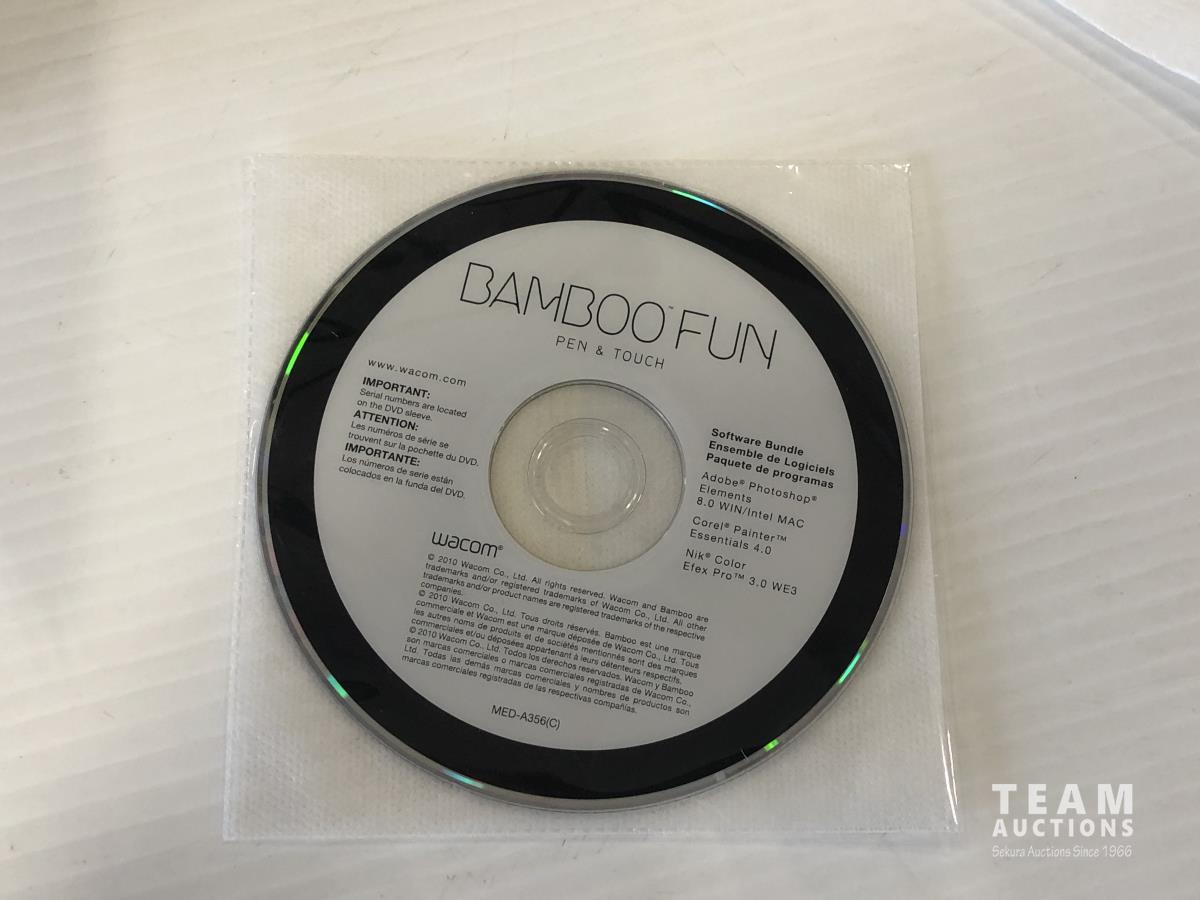 BAMBOO™ FUN
PEN & TOUCH
www.wacom.com
IMPORTANT:
Serial numbers are located
on the DVD sleeve.
ATTENTION:
Les numéros de série se
trouvent sur la pochette du DVD.
IMPORTANTE:
Los números de serie están
colocados en la funda del DVD.
Software Bundle
Ensemble de Logiciels
Paquete de programas
Adobe® Photoshop®
Elements
8.0 WIN/Intel MAC
Corel® Painter™
Essentials 4.0
Nik® Color
Efex Pro™ 3.0 WE3
wacom®
© 2010 Wacom Co., Ltd. All rights reserved. Wacom and Bamboo are
trademarks and/or registered trademarks of Wacom Co., Ltd. All other
trademarks and/or product names are registered trademarks of the respective
companies.
© 2010 Wacom Co., Ltd. Tous droits réservés. Bamboo est une marque
commerciale et Wacom est une marque déposée de Wacom Co., Ltd. Tous
les autres noms de produits et de sociétés mentionnés sont des marques
commerciales et/ou déposées appartenant à leurs détenteurs respectifs.
© 2010 Wacom Co., Ltd. Todos los derechos reservados. Wacom y Bamboo
son marcas comerciales o marcas comerciales registradas de Wacom Co.,
Ltd. Todas las demás marcas comerciales y nombres de productos son
marcas comerciales registradas de las respectivas compañías.
MED-A356(C)
TEAM
AUCTIONS
Sekura Auctions Since 1966